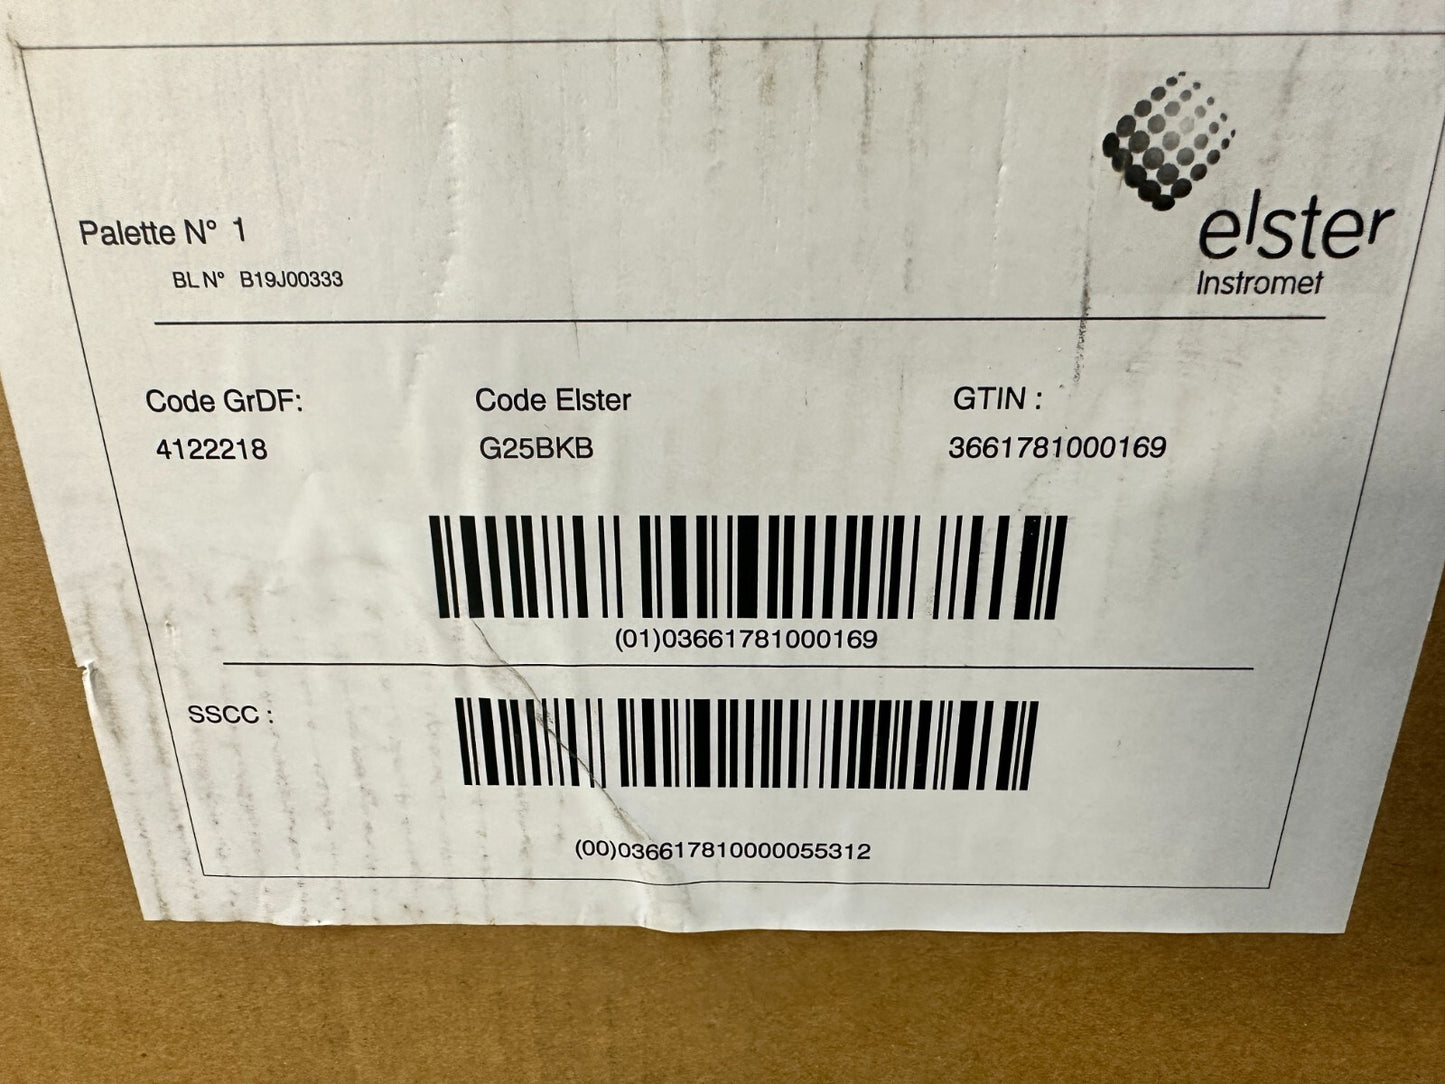 elster
Instromet
Palette N° 1
BL N° B19J00333
Code GrDF: Code Elster GTIN :
4122218 G25BKB 3661781000169
(01)03661781000169
SSCC :
(00)036617810000055312